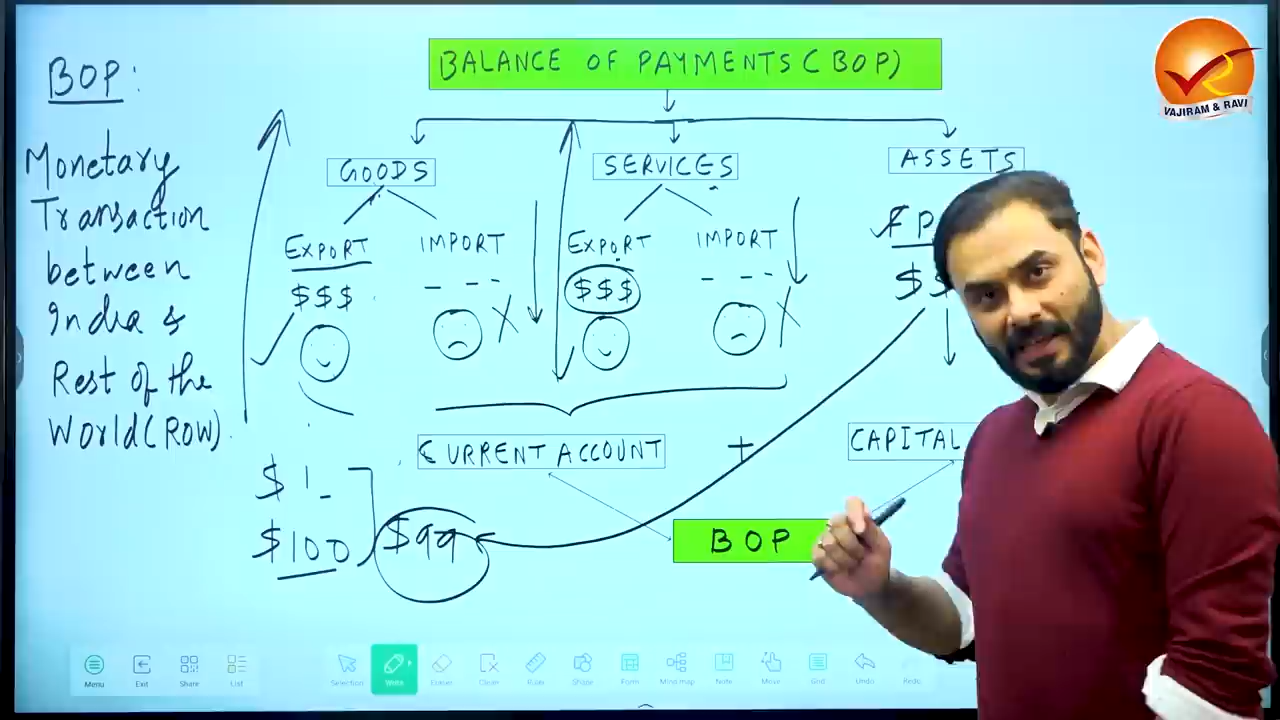 BOP:
Monetary
Transaction
between
India &
Rest of the
World(ROW).
BALANCE OF PAYMENTS(BOP)
VAJIRAM & RAVI
GOODS
SERVICES
ASSETS
EXPORT
IMPORT
EXPORT
IMPORT
$$$
$$$
CURRENT ACCOUNT
+
CAPITAL
$1
$100
$99
BOP
Menu
Exit
Share
List
Selection
Write
Eraser
Clean
Ruler
Shape
Form
Mind map
Note
Move
Grid
Undo
Redo